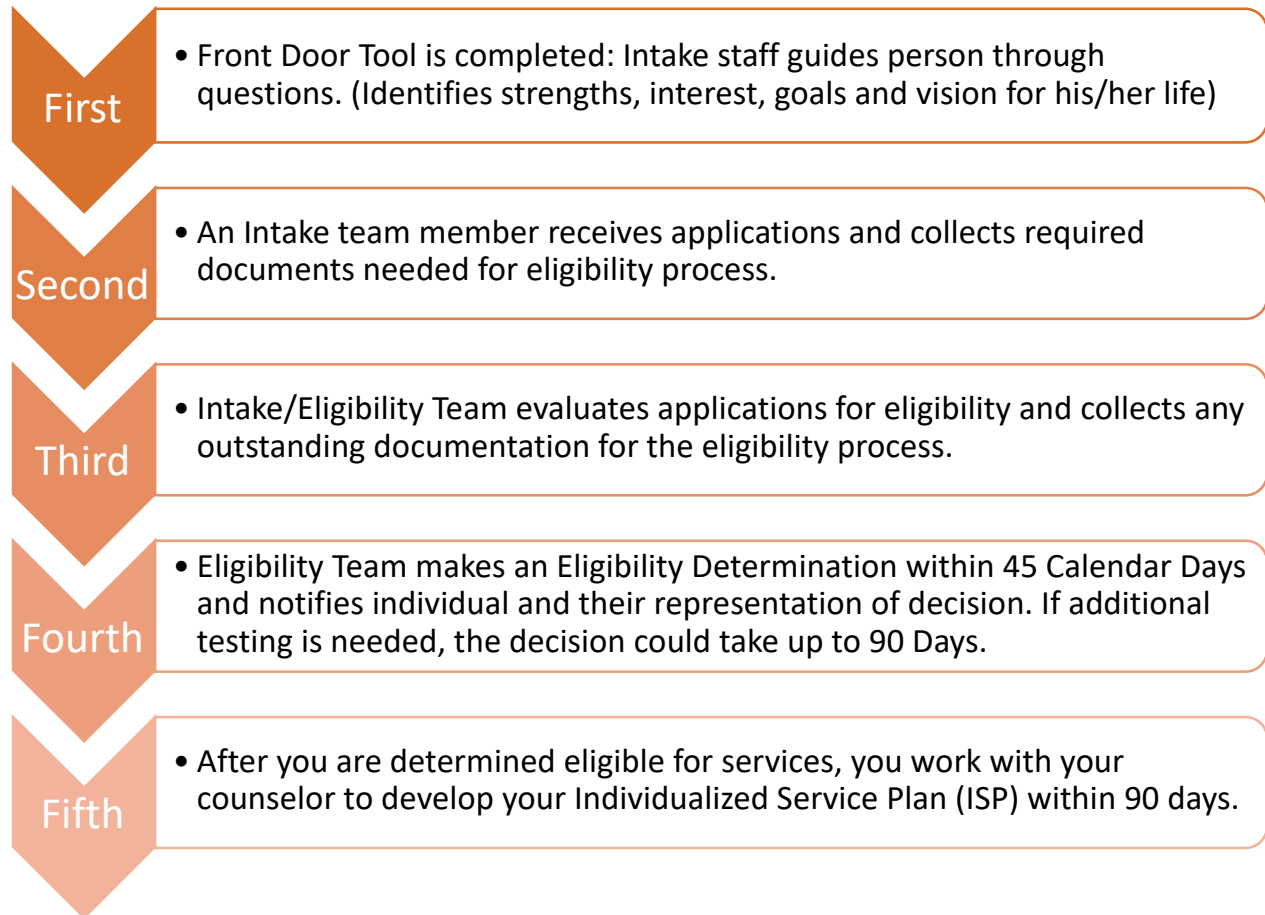 First
• Front Door Tool is completed: Intake staff guides person through
questions. (Identifies strengths, interest, goals and vision for his/her life)
Second
• An Intake team member receives applications and collects required
documents needed for eligibility process.
Third
• Intake/Eligibility Team evaluates applications for eligibility and collects any
outstanding documentation for the eligibility process.
Fourth
• Eligibility Team makes an Eligibility Determination within 45 Calendar Days
and notifies individual and their representation of decision. If additional
testing is needed, the decision could take up to 90 Days.
Fifth
• After you are determined eligible for services, you work with your
counselor to develop your Individualized Service Plan (ISP) within 90 days.